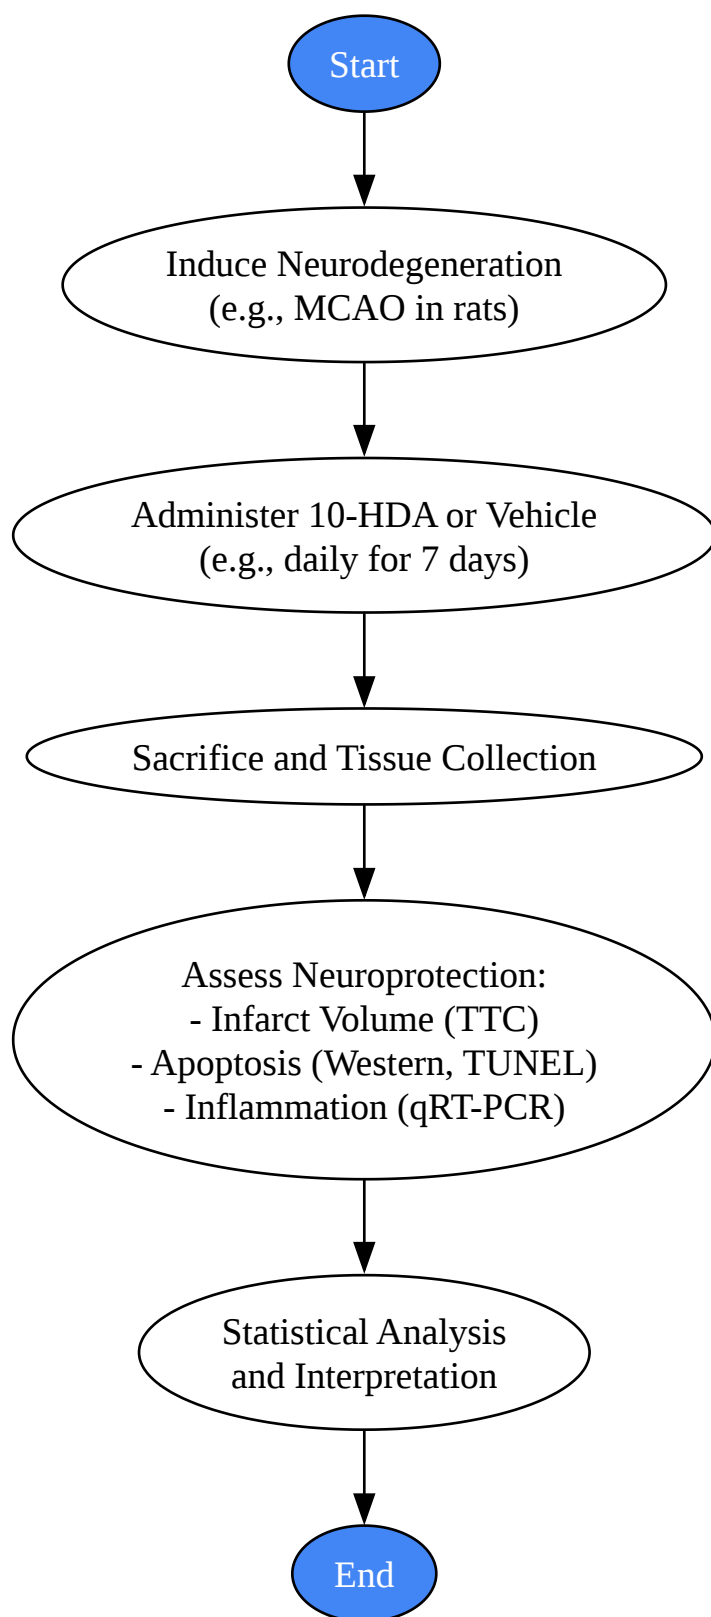 Start
Induce Neurodegeneration
(e.g., MCAO in rats)
Administer 10-HDA or Vehicle
(e.g., daily for 7 days)
Sacrifice and Tissue Collection
Assess Neuroprotection:
- Infarct Volume (TTC)
- Apoptosis (Western, TUNEL)
- Inflammation (qRT-PCR)
Statistical Analysis
and Interpretation
End